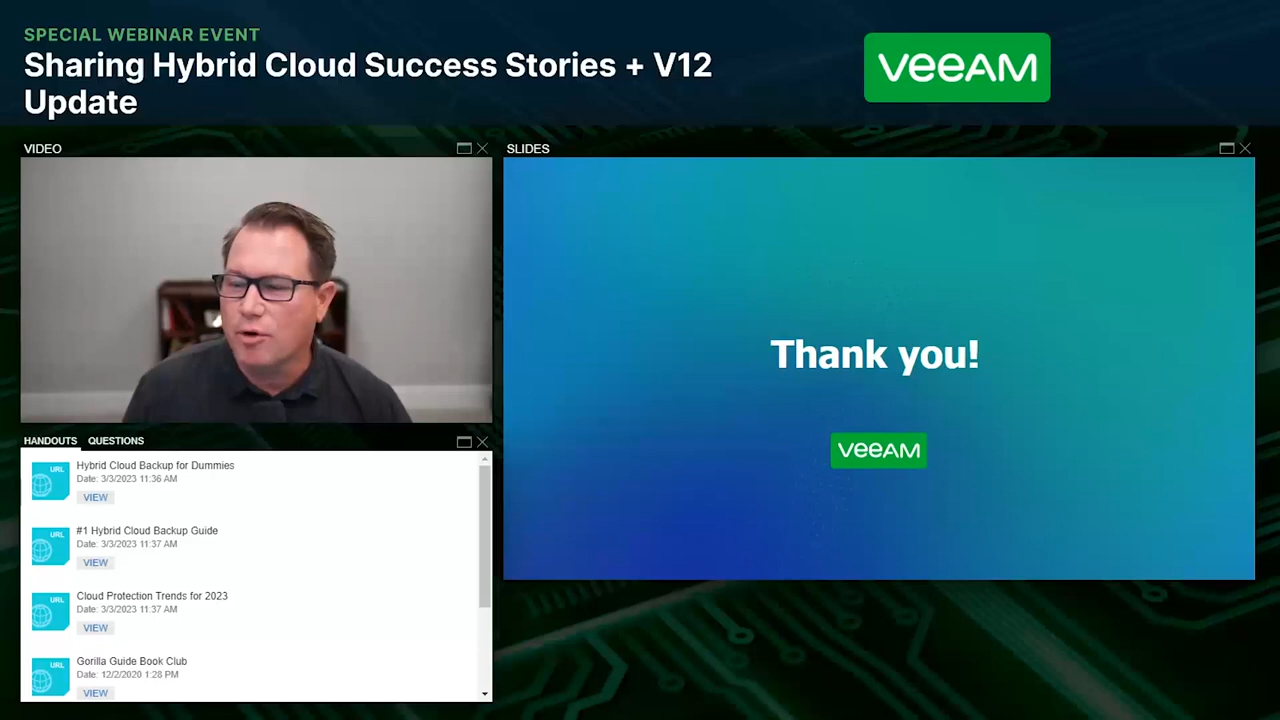 SPECIAL WEBINAR EVENT
Sharing Hybrid Cloud Success Stories + V12
Update
veeAM
VIDEO
SLIDES
Thank you!
veeAM
HANDOUTS QUESTIONS
URL
Hybrid Cloud Backup for Dummies
Date: 3/3/2023 11:36 AM
VIEW
URL
#1 Hybrid Cloud Backup Guide
Date: 3/3/2023 11:37 AM
VIEW
URL
Cloud Protection Trends for 2023
Date: 3/3/2023 11:37 AM
VIEW
URL
Gorilla Guide Book Club
Date: 12/2/2020 1:28 PM
VIEW